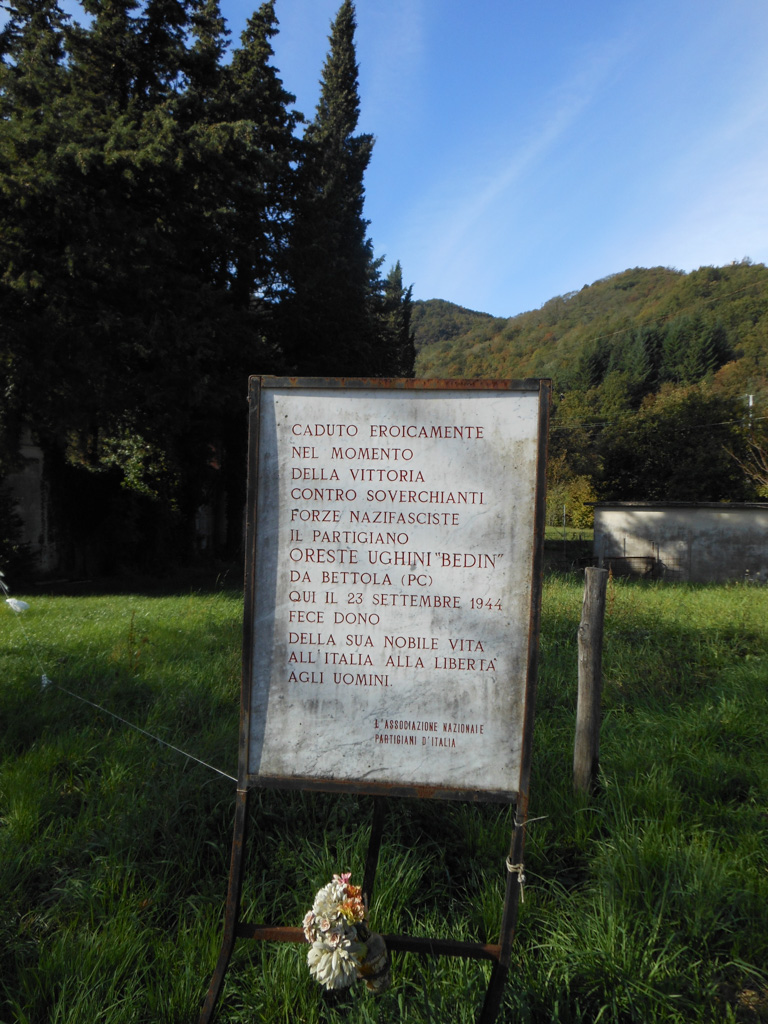 CADUTO EROICAMENTE
NEL MOMENTO
DELLA VITTORIA
CONTRO SOVERCHIANTI
FORZE NAZIFASCISTE
IL PARTIGIANO
ORESTE UGHINI "BEDIN"
DA BETTOLA (PC)
QUI IL 23 SETTEMBRE 1944
FECE DONO
DELLA SUA NOBILE VITA
ALL'ITALIA ALLA LIBERTA'
AGLI UOMINI.
L'ASSOCIAZIONE NAZIONALE
PARTIGIANI D'ITALIA